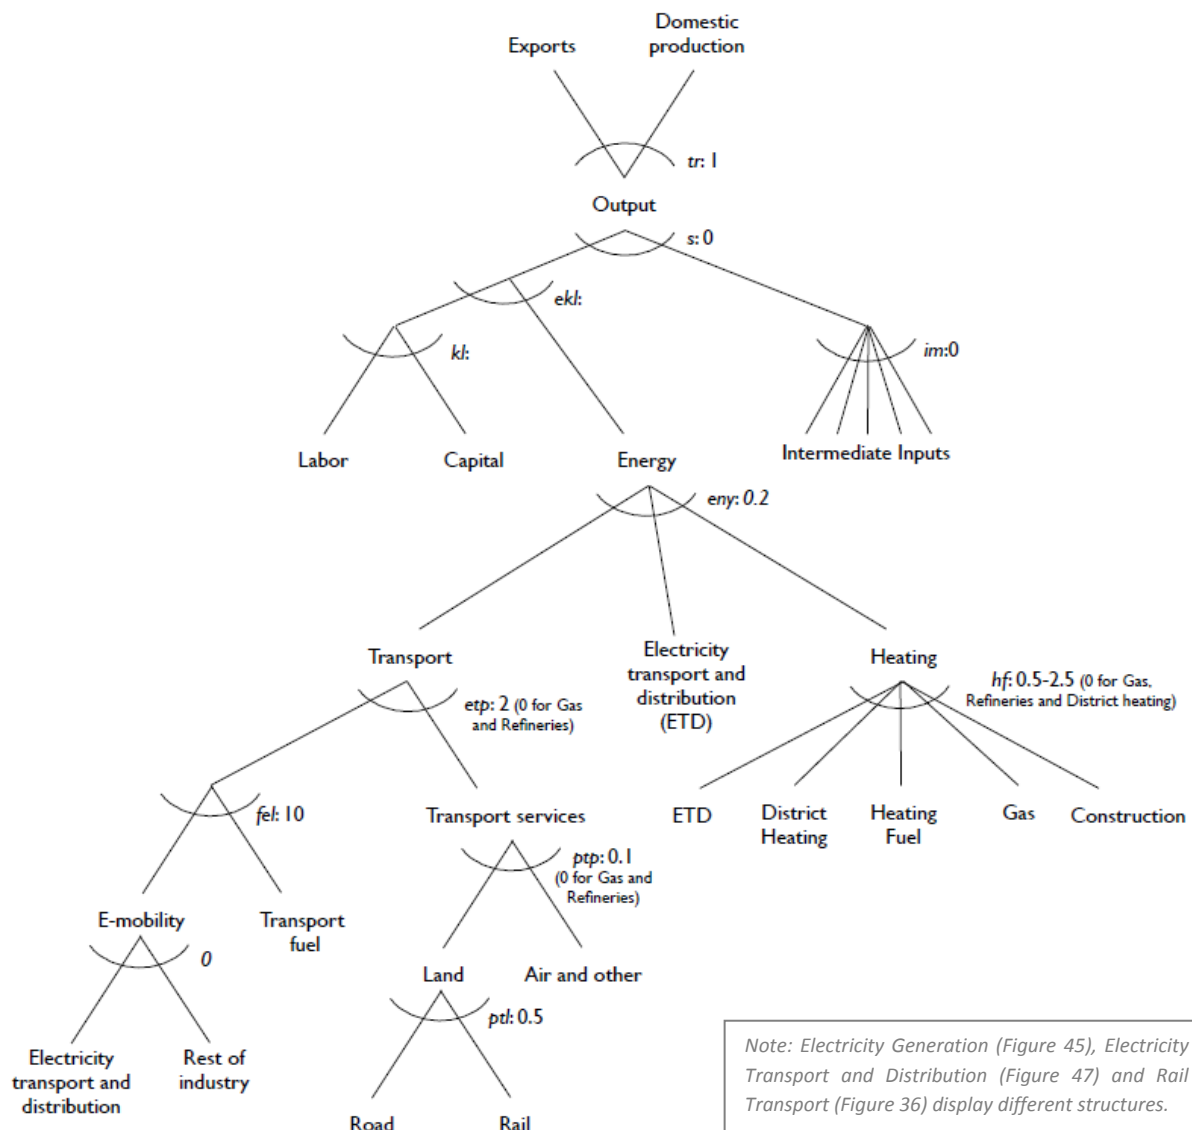 Exports
Domestic
production
tr: 1
Output
s: 0
ekl:
kl:
im:0
Labor
Capital
Energy
Intermediate Inputs
eny: 0.2
Transport
Electricity
transport and
distribution
(ETD)
Heating
etp: 2 (0 for Gas
and Refineries)
hf: 0.5-2.5 (0 for Gas,
Refineries and District heating)
fel: 10
Transport services
ETD
District
Heating
Heating
Fuel
Gas
Construction
ptp: 0.1
(0 for Gas and
Refineries)
E-mobility
Transport
fuel
0
Land
Air and other
ptl: 0.5
Electricity
transport and
distribution
Rest of
industry
Road
Rail
Note: Electricity Generation (Figure 45), Electricity
Transport and Distribution (Figure 47) and Rail
Transport (Figure 36) display different structures.